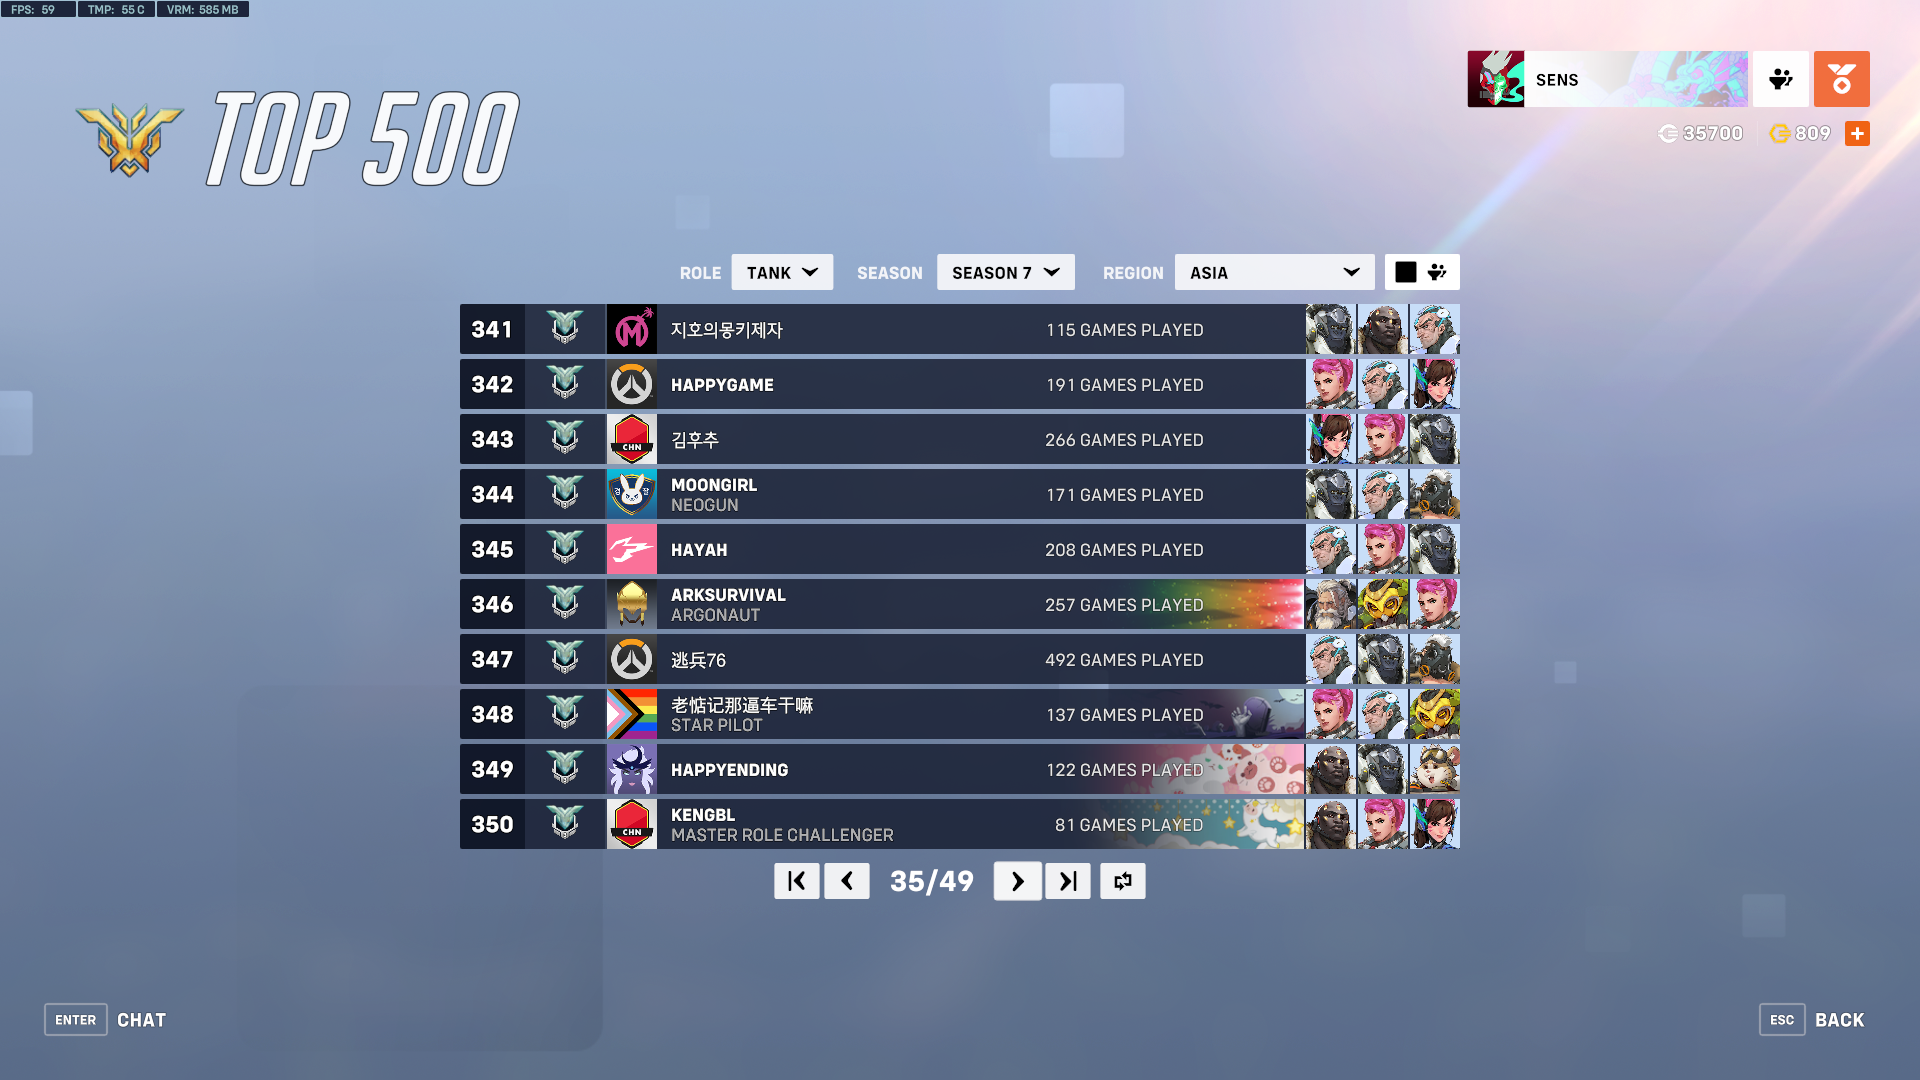 FPS: 59 TMP: 55 C VRM: 585 MB
TOP 500
SENS
35700 809
ROLE TANK SEASON SEASON 7 REGION ASIA
341 지호의몽키제자 115 GAMES PLAYED
342 HAPPYGAME 191 GAMES PLAYED
343 CHN 김후추 266 GAMES PLAYED
344 MOONGIRL 171 GAMES PLAYED
NEOGUN
345 HAYAH 208 GAMES PLAYED
346 ARKSURVIVAL 257 GAMES PLAYED
ARGONAUT
347 逃兵76 492 GAMES PLAYED
348 老惦记那逼车干嘛 137 GAMES PLAYED
STAR PILOT
349 HAPPYENDING 122 GAMES PLAYED
350 CHN KENGBL 81 GAMES PLAYED
MASTER ROLE CHALLENGER
35/49
ENTER CHAT
ESC BACK